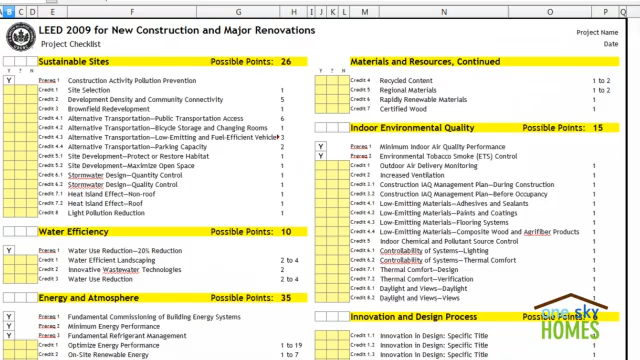 A B C D E F G H I J K L M N O P Q
LEED 2009 for New Construction and Major Renovations
Project Checklist
Project Name
Date
Sustainable Sites Possible Points: 26
Y ? N
Y Prereq 1 Construction Activity Pollution Prevention
Credit 1 Site Selection 1
Credit 2 Development Density and Community Connectivity 5
Credit 3 Brownfield Redevelopment 1
Credit 4.1 Alternative Transportation—Public Transportation Access 6
Credit 4.2 Alternative Transportation—Bicycle Storage and Changing Rooms 1
Credit 4.3 Alternative Transportation—Low-Emitting and Fuel-Efficient Vehicle 3
Credit 4.4 Alternative Transportation—Parking Capacity 2
Credit 5.1 Site Development—Protect or Restore Habitat 1
Credit 5.2 Site Development—Maximize Open Space 1
Credit 6.1 Stormwater Design—Quantity Control 1
Credit 6.2 Stormwater Design—Quality Control 1
Credit 7.1 Heat Island Effect—Non-roof 1
Credit 7.2 Heat Island Effect—Roof 1
Credit 8 Light Pollution Reduction 1
Water Efficiency Possible Points: 10
Y Prereq 1 Water Use Reduction—20% Reduction
Credit 1 Water Efficient Landscaping 2 to 4
Credit 2 Innovative Wastewater Technologies 2
Credit 3 Water Use Reduction 2 to 4
Energy and Atmosphere Possible Points: 35
Y Prereq 1 Fundamental Commissioning of Building Energy Systems
Y Prereq 2 Minimum Energy Performance
Y Prereq 3 Fundamental Refrigerant Management
Credit 1 Optimize Energy Performance 1 to 19
Credit 2 On-Site Renewable Energy 1 to 7
Materials and Resources, Continued
Y ? N
Credit 4 Recycled Content 1 to 2
Credit 5 Regional Materials 1 to 2
Credit 6 Rapidly Renewable Materials 1
Credit 7 Certified Wood 1
Indoor Environmental Quality Possible Points: 15
Y Prereq 1 Minimum Indoor Air Quality Performance
Y Prereq 2 Environmental Tobacco Smoke (ETS) Control
Credit 1 Outdoor Air Delivery Monitoring 1
Credit 2 Increased Ventilation 1
Credit 3.1 Construction IAQ Management Plan—During Construction 1
Credit 3.2 Construction IAQ Management Plan—Before Occupancy 1
Credit 4.1 Low-Emitting Materials—Adhesives and Sealants 1
Credit 4.2 Low-Emitting Materials—Paints and Coatings 1
Credit 4.3 Low-Emitting Materials—Flooring Systems 1
Credit 4.4 Low-Emitting Materials—Composite Wood and Agrifiber Products 1
Credit 5 Indoor Chemical and Pollutant Source Control 1
Credit 6.1 Controllability of Systems—Lighting 1
Credit 6.2 Controllability of Systems—Thermal Comfort 1
Credit 7.1 Thermal Comfort—Design 1
Credit 7.2 Thermal Comfort—Verification 1
Credit 8.1 Daylight and Views—Daylight 1
Credit 8.2 Daylight and Views—Views 1
Innovation and Design Process Possible Points:
Credit 1.1 Innovation in Design: Specific Title
Credit 1.2 Innovation in Design: Specific Title 1
one sky
HOMES